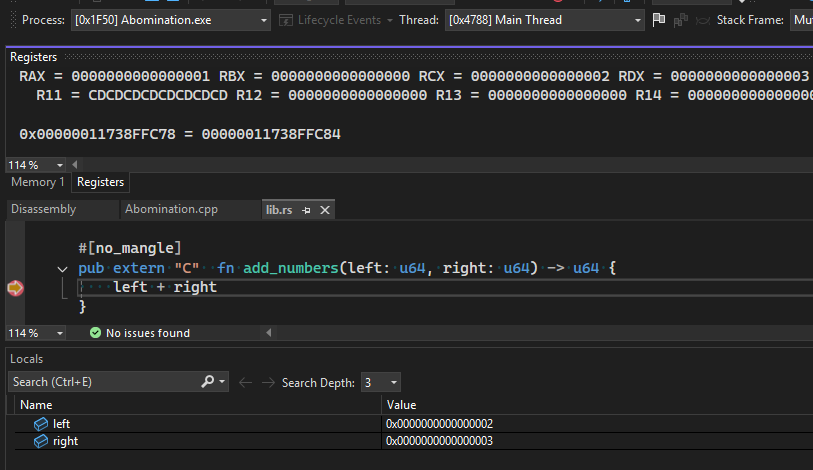 Process: [0x1F50] Abomination.exe Lifecycle Events Thread: [0x4788] Main Thread Stack Frame:
Registers
RAX = 0000000000000001 RBX = 0000000000000000 RCX = 0000000000000002 RDX = 0000000000000003
R11 = CDCDCDCDCDCDCDCD R12 = 0000000000000000 R13 = 0000000000000000 R14 =
0x00000011738FFC78 = 00000011738FFC84
114 %
Memory 1 Registers
Disassembly Abomination.cpp lib.rs
#[no_mangle]
pub extern "C" fn add_numbers(left: u64, right: u64) -> u64 {
left + right
}
114 % No issues found
Locals
Search (Ctrl+E) Search Depth: 3
Name Value
left 0x0000000000000002
right 0x0000000000000003